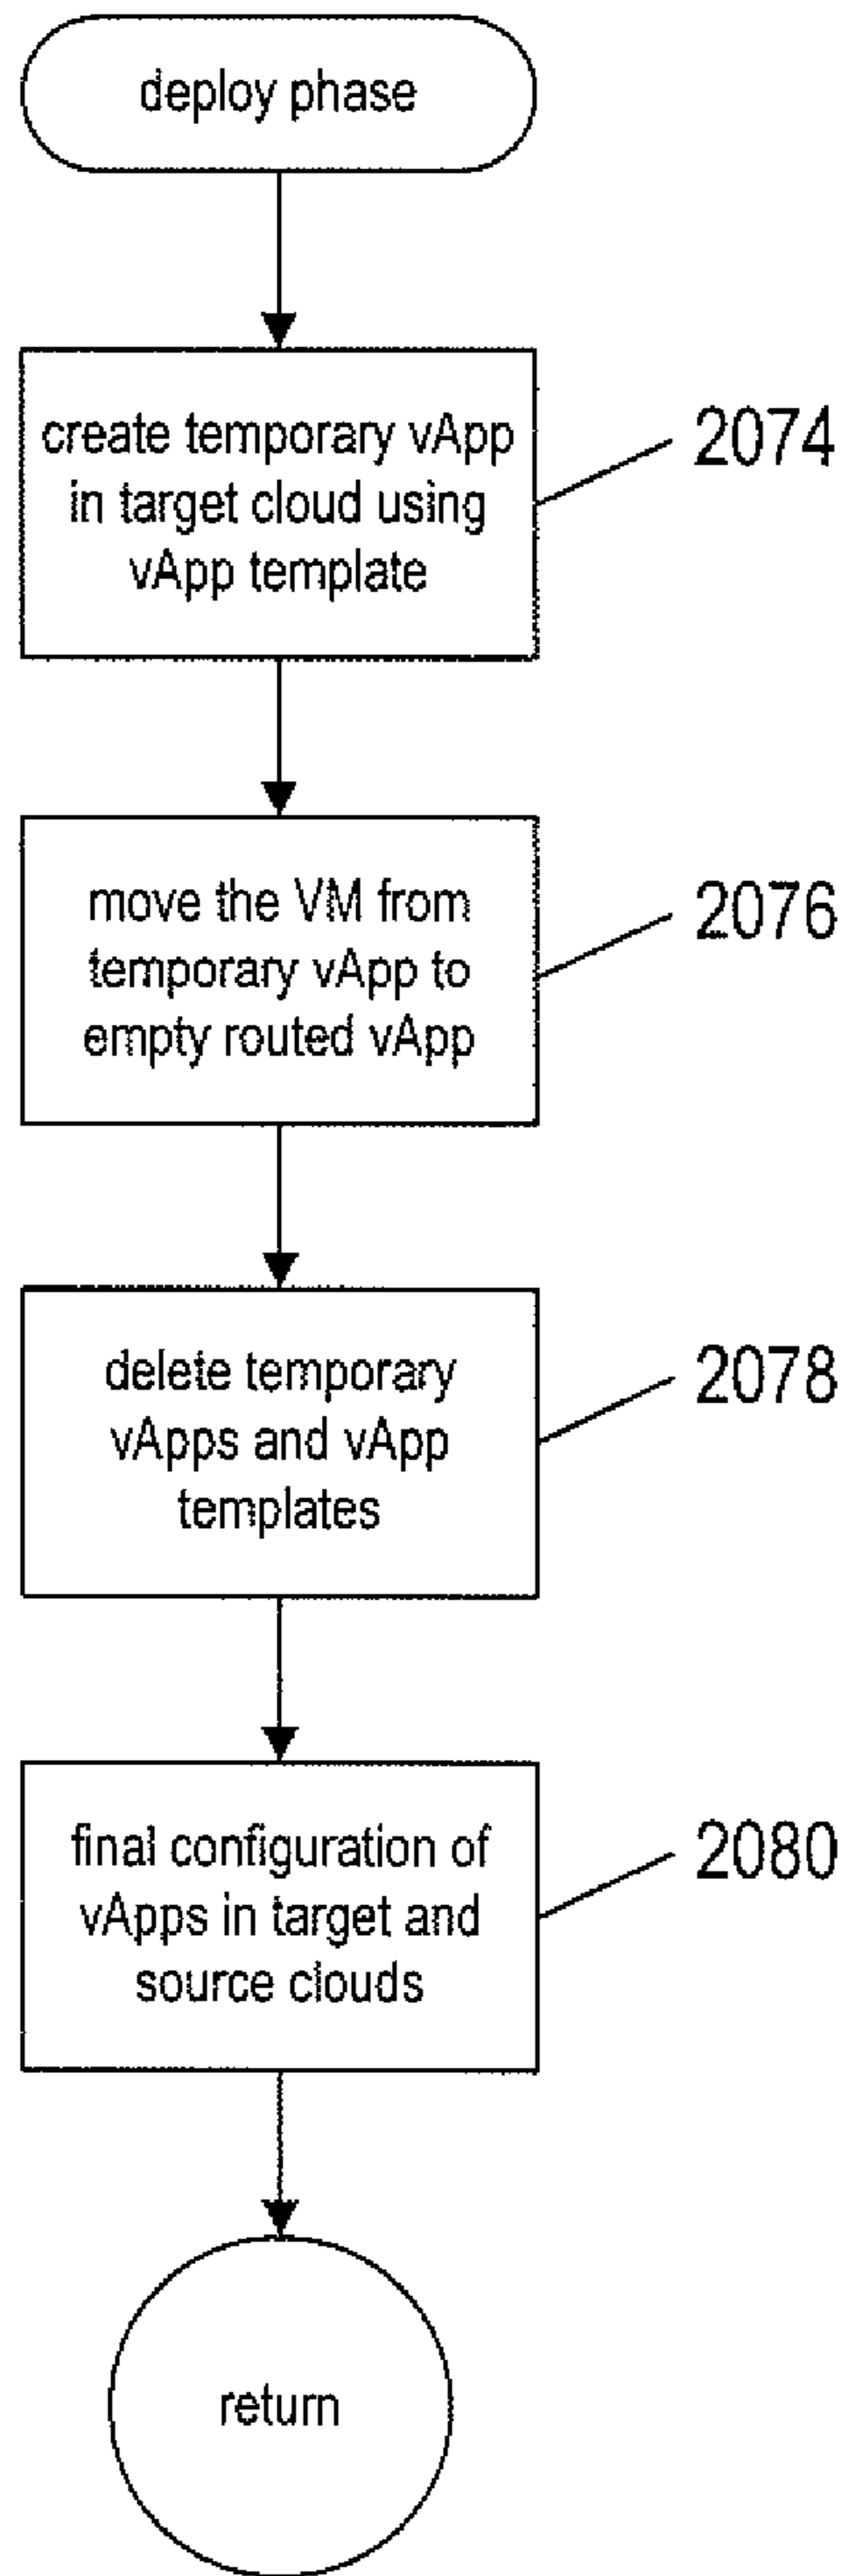 deploy phase
create temporary vApp
in target cloud using
vApp template
2074
move the VM from
temporary vApp to
empty routed vApp
2076
delete temporary
vApps and vApp
templates
2078
final configuration of
vApps in target and
source clouds
2080
return